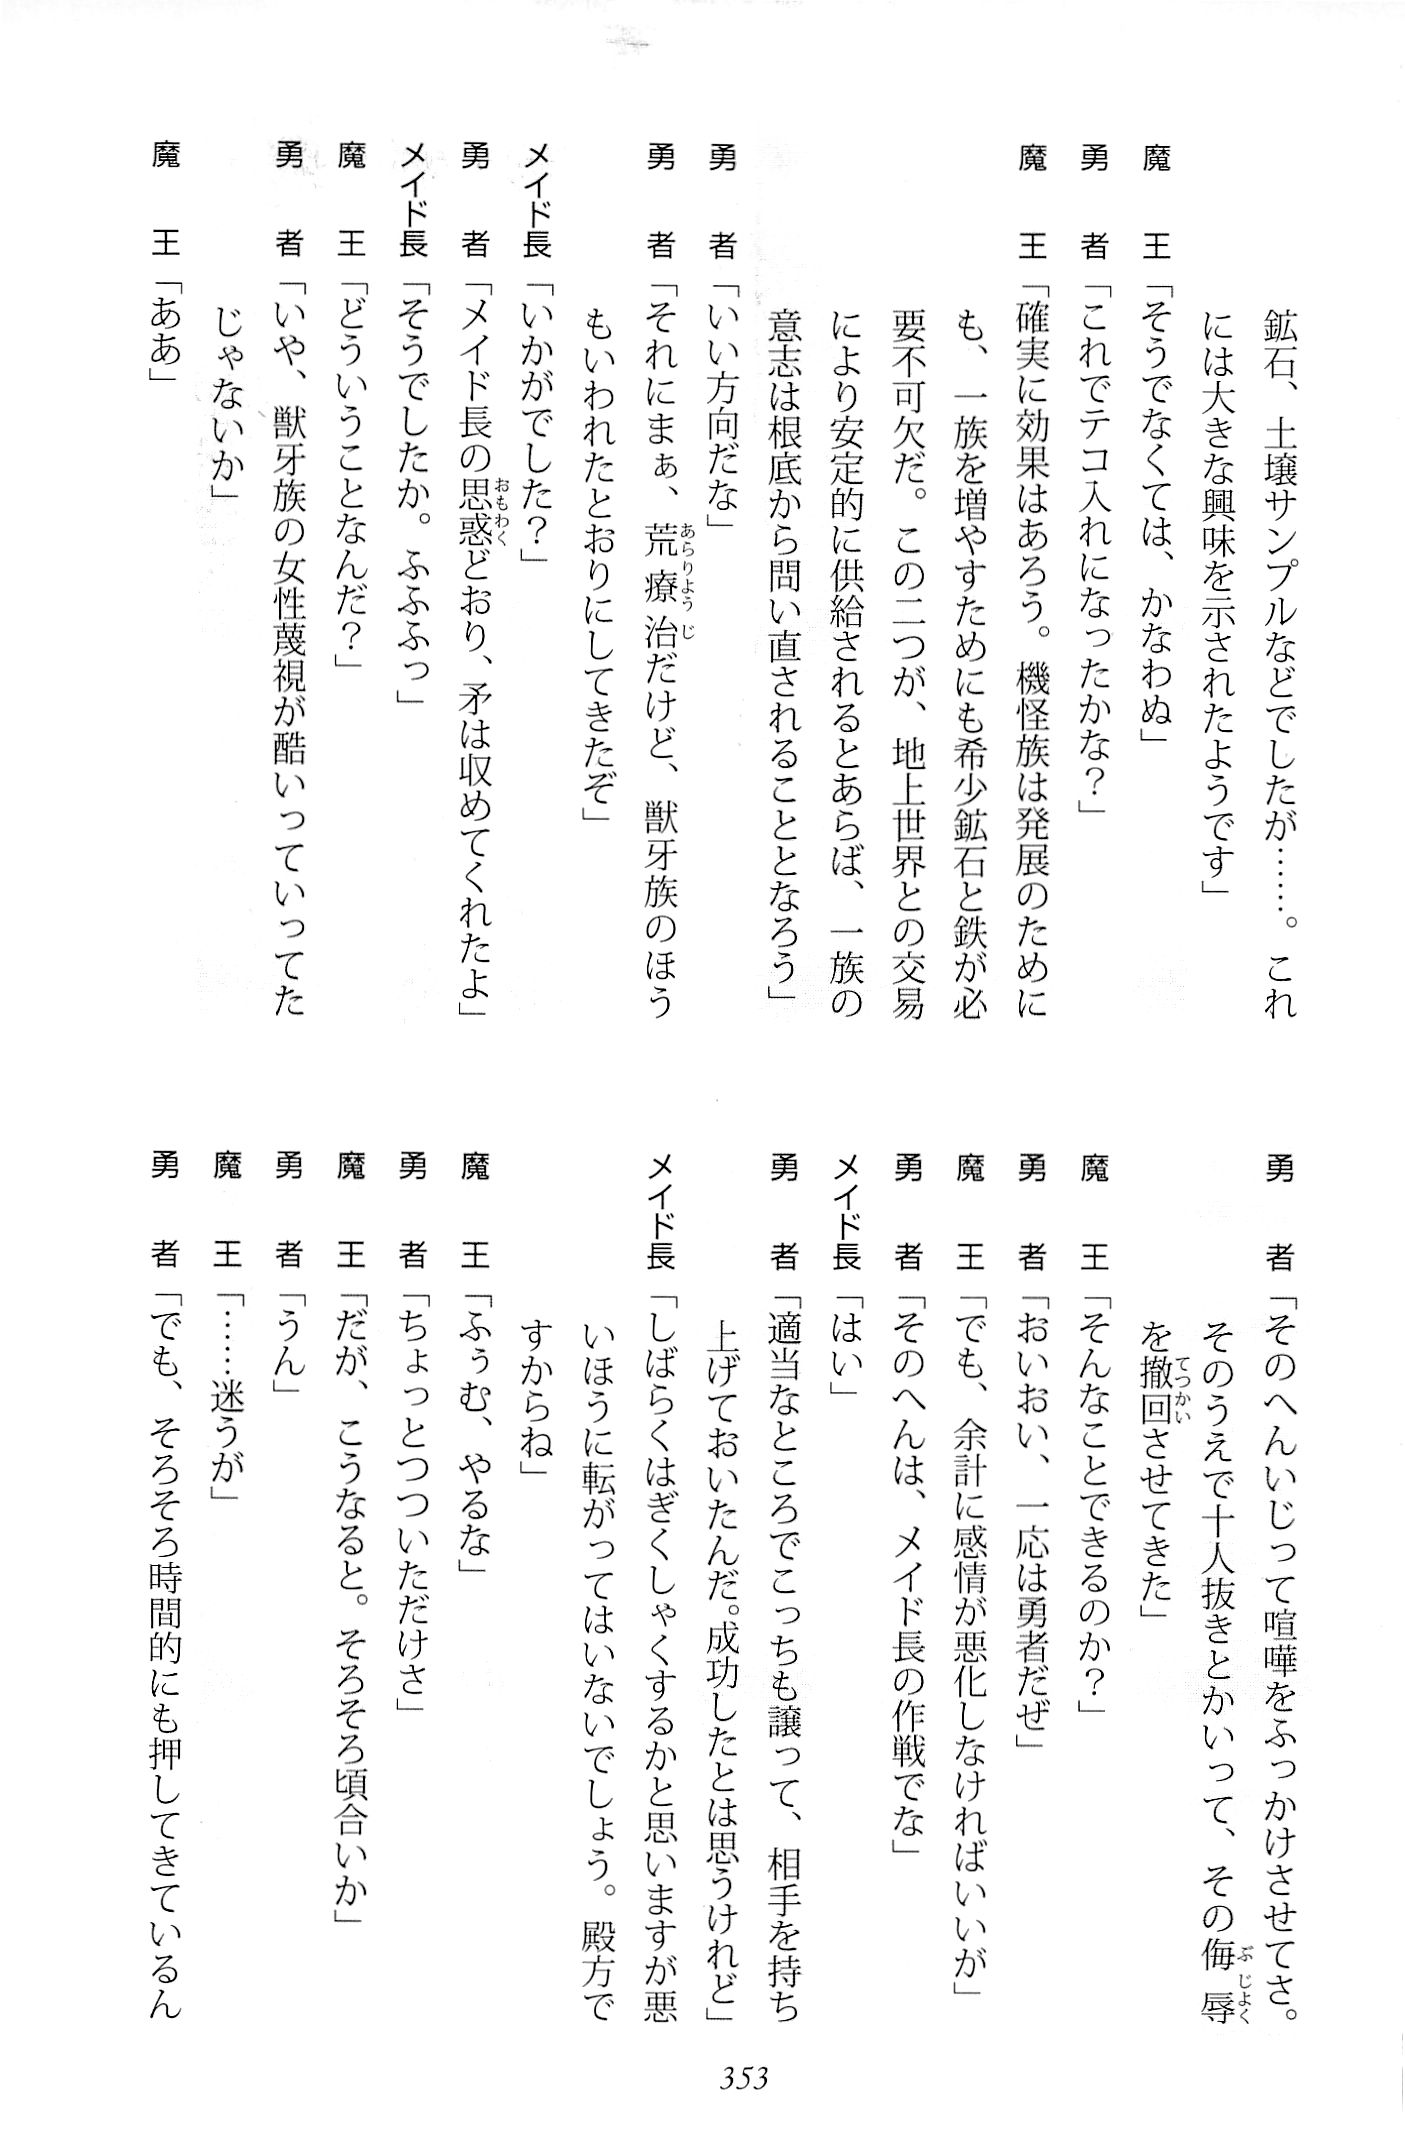 鉱石、土壌サンプルなどでしたが……。これ
には大きな興味を示されたようです」
魔　王「そうでなくては、かなわぬ」
勇　者「これでテコ入れになったかな？」
魔　王「確実に効果はあろう。機怪族は発展のために
も、一族を増やすためにも希少鉱石と鉄が必
要不可欠だ。この二つが、地上世界との交易
により安定的に供給されるとあらば、一族の
意志は根底から問い直されることとなろう」
勇　者「いい方向だな」
勇　者「それにまぁ、荒療治だけど、獣牙族のほう
もいわれたとおりにしてきたぞ」
メイド長「いかがでした？」
勇　者「メイド長の思惑どおり、矛は収めてくれたよ」
メイド長「そうでしたか。ふふふっ」
魔　王「どういうことなんだ？」
勇　者「いや、獣牙族の女性蔑視が酷いっていってた
じゃないか」
魔　王「ああ」
勇　者「そのへんいじって喧嘩をふっかけさせてさ。
そのうえで十人抜きとかいって、その侮辱
を撤回させてきた」
魔　王「そんなことできるのか？」
勇　者「おいおい、一応は勇者だぜ」
魔　王「でも、余計に感情が悪化しなければいいが」
勇　者「そのへんは、メイド長の作戦でな」
メイド長「はい」
勇　者「適当なところでこっちも譲って、相手を持ち
上げておいたんだ。成功したとは思うけれど」
メイド長「しばらくはぎくしゃくするかと思いますが悪
いほうに転がってはいないでしょう。殿方で
すからね」
魔　王「ふぅむ、やるな」
勇　者「ちょっとつついただけさ」
魔　王「だが、こうなると。そろそろ頃合いか」
勇　者「うん」
魔　王「……迷うが」
勇　者「でも、そろそろ時間的にも押してきているん
353